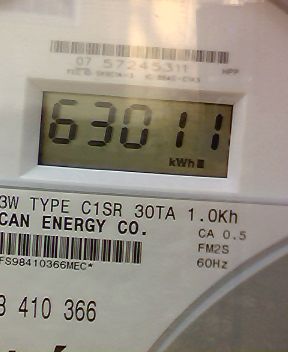 07 57245311
63011
kWh
3W TYPE C1SR 30TA 1.0Kh
CAN ENERGY CO.
CA 0.5
FM2S
FS98410366MEC*
60Hz
3 410 366